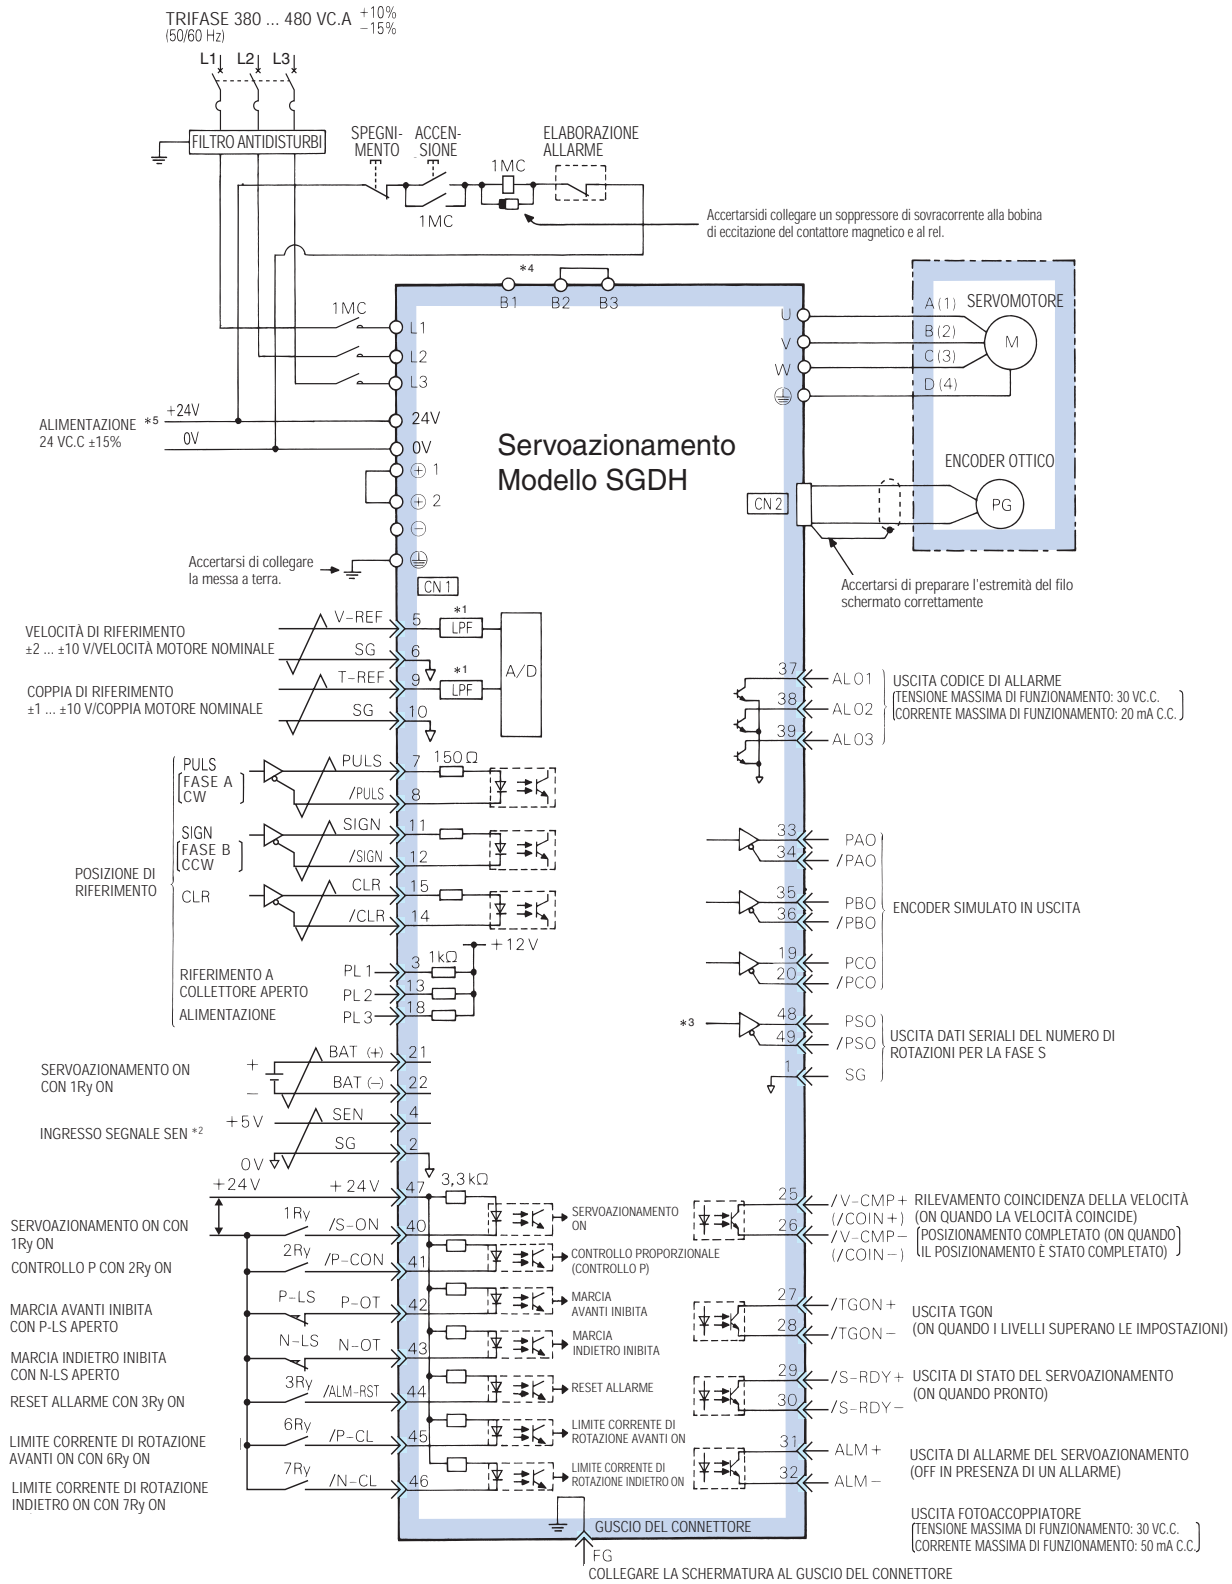 TRIFASE 380 ... 480 VC.A +10% −15%
(50/60 Hz)
L1 L2 L3
FILTRO ANTIDISTURBI
SPEGNI-
MENTO
ACCEN-
SIONE
ELABORAZIONE
ALLARME
1MC
1MC
Accertarsidi collegare un soppressore di sovracorrente alla bobina
di eccitazione del contattore magnetico e al rel.
*4
B1 B2 B3
1MC
L1
L2
L3
ALIMENTAZIONE *5
24 VC.C ±15%
+24V
0V
24V
0V
⊕ 1
⊕ 2
⊖
Accertarsi di collegare
la messa a terra.
CN 1
Servoazionamento
Modello SGDH
U
V
W
A (1)
B (2)
C (3)
D (4)
SERVOMOTORE
M
ENCODER OTTICO
CN 2
PG
Accertarsi di preparare l'estremità del filo
schermato correttamente
VELOCITÀ DI RIFERIMENTO
±2 ... ±10 V/VELOCITÀ MOTORE NOMINALE
V−REF 5 *1 LPF
SG 6
COPPIA DI RIFERIMENTO
±1 ... ±10 V/COPPIA MOTORE NOMINALE
T−REF 9 *1 LPF
SG 10
A/D
POSIZIONE DI
RIFERIMENTO
PULS
FASE A
CW
PULS 7 150Ω
/PULS 8
SIGN
FASE B
CCW
SIGN 11
/SIGN 12
CLR
CLR 15
/CLR 14
+12V
RIFERIMENTO A
COLLETTORE APERTO
ALIMENTAZIONE
PL1 3 1kΩ
PL2 13
PL3 18
SERVOAZIONAMENTO ON
CON 1Ry ON
+
−
BAT (+) 21
BAT (−) 22
INGRESSO SEGNALE SEN *2
+5V
SEN 4
SG 2
0V
+24V
+24V 47 3,3kΩ
SERVOAZIONAMENTO ON CON
1Ry ON
1Ry /S−ON 40
SERVOAZIONAMENTO
ON
CONTROLLO P CON 2Ry ON
2Ry /P−CON 41
CONTROLLO PROPORZIONALE
(CONTROLLO P)
MARCIA AVANTI INIBITA
CON P-LS APERTO
P−LS P−OT 42
MARCIA
AVANTI INIBITA
MARCIA INDIETRO INIBITA
CON N-LS APERTO
N−LS N−OT 43
MARCIA
INDIETRO INIBITA
RESET ALLARME CON 3Ry ON
3Ry /ALM−RST 44
RESET ALLARME
LIMITE CORRENTE DI ROTAZIONE
AVANTI ON CON 6Ry ON
6Ry /P−CL 45
LIMITE CORRENTE DI
ROTAZIONE AVANTI ON
LIMITE CORRENTE DI ROTAZIONE
INDIETRO ON CON 7Ry ON
7Ry /N−CL 46
LIMITE CORRENTE DI
ROTAZIONE INDIETRO ON
37 ALO1
38 ALO2
39 ALO3
USCITA CODICE DI ALLARME
(TENSIONE MASSIMA DI FUNZIONAMENTO: 30 VC.C.
CORRENTE MASSIMA DI FUNZIONAMENTO: 20 mA C.C.)
33 PAO
34 /PAO
35 PBO
36 /PBO
19 PCO
20 /PCO
ENCODER SIMULATO IN USCITA
*3
48 PSO
49 /PSO
1 SG
USCITA DATI SERIALI DEL NUMERO DI
ROTAZIONI PER LA FASE S
25 /V−CMP+
(/COIN+)
26 /V−CMP−
(/COIN−)
RILEVAMENTO COINCIDENZA DELLA VELOCITÀ
(ON QUANDO LA VELOCITÀ COINCIDE)
(POSIZIONAMENTO COMPLETATO (ON QUANDO
IL POSIZIONAMENTO È STATO COMPLETATO)
27 /TGON+
28 /TGON−
USCITA TGON
(ON QUANDO I LIVELLI SUPERANO LE IMPOSTAZIONI)
29 /S−RDY+
30 /S−RDY−
USCITA DI STATO DEL SERVOAZIONAMENTO
(ON QUANDO PRONTO)
31 ALM+
32 ALM−
USCITA DI ALLARME DEL SERVOAZIONAMENTO
(OFF IN PRESENZA DI UN ALLARME)
USCITA FOTOACCOPPIATORE
(TENSIONE MASSIMA DI FUNZIONAMENTO: 30 VC.C.
CORRENTE MASSIMA DI FUNZIONAMENTO: 50 mA C.C.)
GUSCIO DEL CONNETTORE
FG
COLLEGARE LA SCHERMATURA AL GUSCIO DEL CONNETTORE